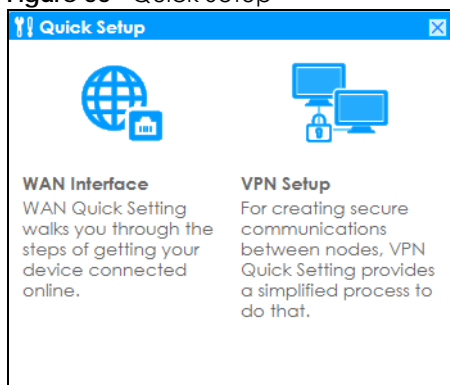 Quick Setup
WAN Interface
WAN Quick Setting
walks you through the
steps of getting your
device connected
online.
VPN Setup
For creating secure
communications
between nodes, VPN
Quick Setting provides
a simplified process to
do that.